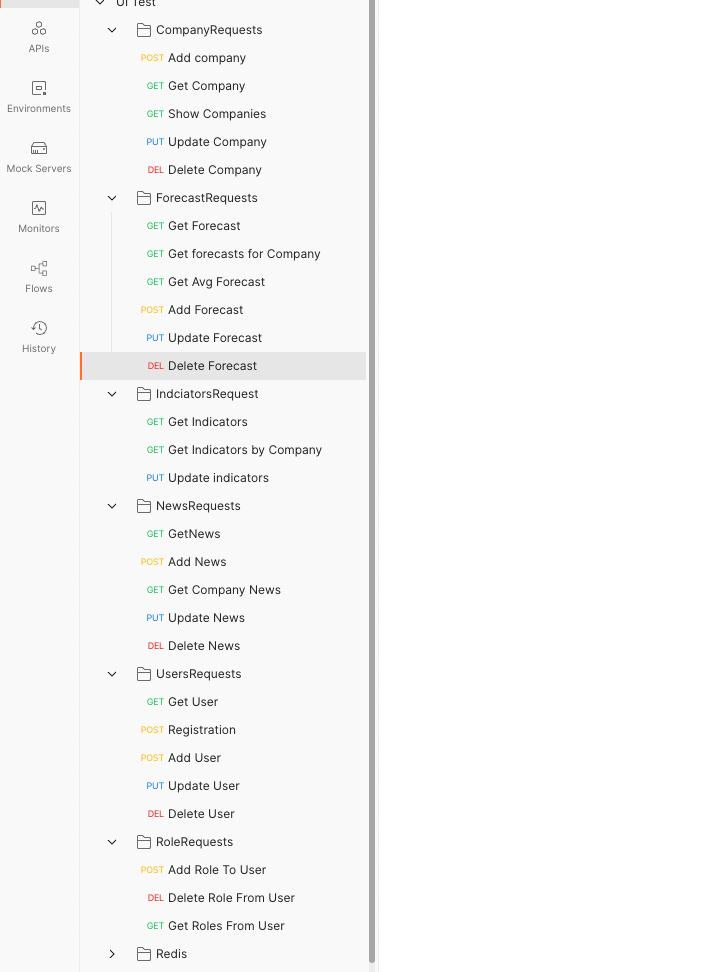 UI Test
APIs
Environments
Mock Servers
Monitors
Flows
History
CompanyRequests
POST Add company
GET Get Company
GET Show Companies
PUT Update Company
DEL Delete Company
ForecastRequests
GET Get Forecast
GET Get forecasts for Company
GET Get Avg Forecast
POST Add Forecast
PUT Update Forecast
DEL Delete Forecast
IndciatorsRequest
GET Get Indicators
GET Get Indicators by Company
PUT Update indicators
NewsRequests
GET GetNews
POST Add News
GET Get Company News
PUT Update News
DEL Delete News
UsersRequests
GET Get User
POST Registration
POST Add User
PUT Update User
DEL Delete User
RoleRequests
POST Add Role To User
DEL Delete Role From User
GET Get Roles From User
Redis